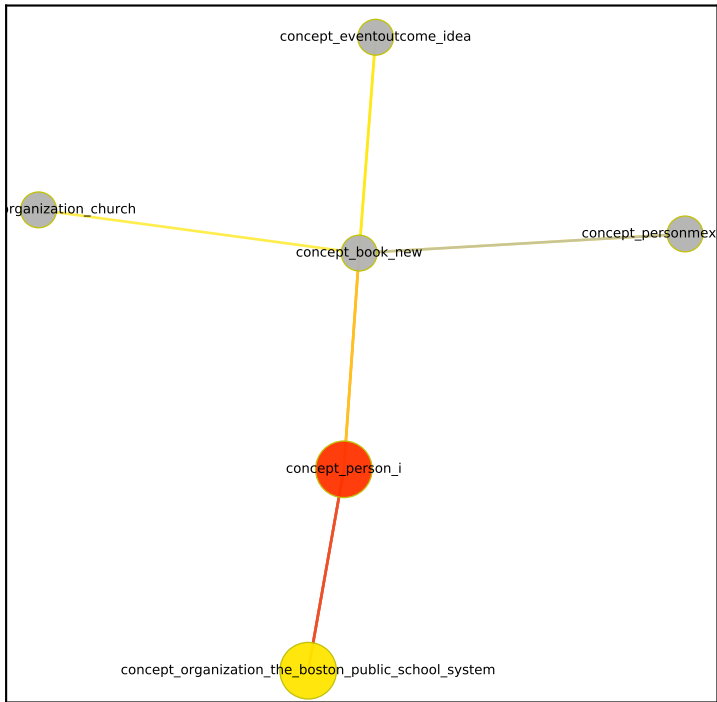 concept_eventoutcome_idea
organization_church
concept_personmex
concept_book_new
concept_person_i
concept_organization_the_boston_public_school_system